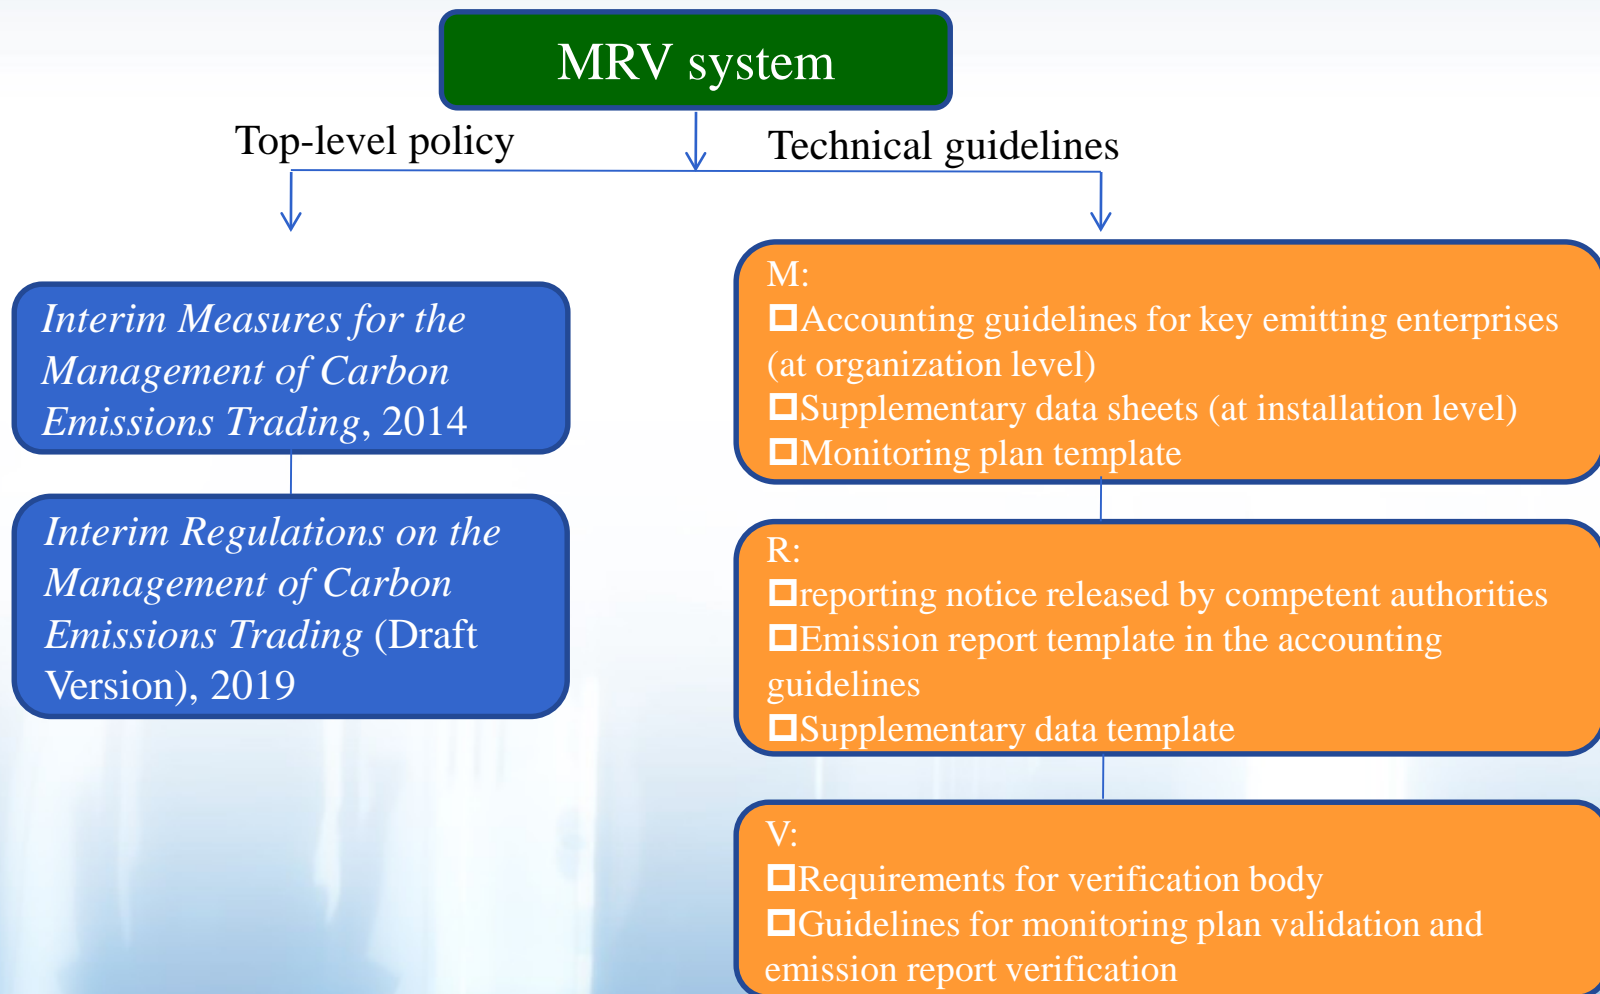 MRV system
Top-level policy
Technical guidelines
Interim Measures for the
Management of Carbon
Emissions Trading, 2014
Interim Regulations on the
Management of Carbon
Emissions Trading (Draft
Version), 2019
M:
Accounting guidelines for key emitting enterprises
(at organization level)
Supplementary data sheets (at installation level)
Monitoring plan template
R:
reporting notice released by competent authorities
Emission report template in the accounting
guidelines
Supplementary data template
V:
Requirements for verification body
Guidelines for monitoring plan validation and
emission report verification